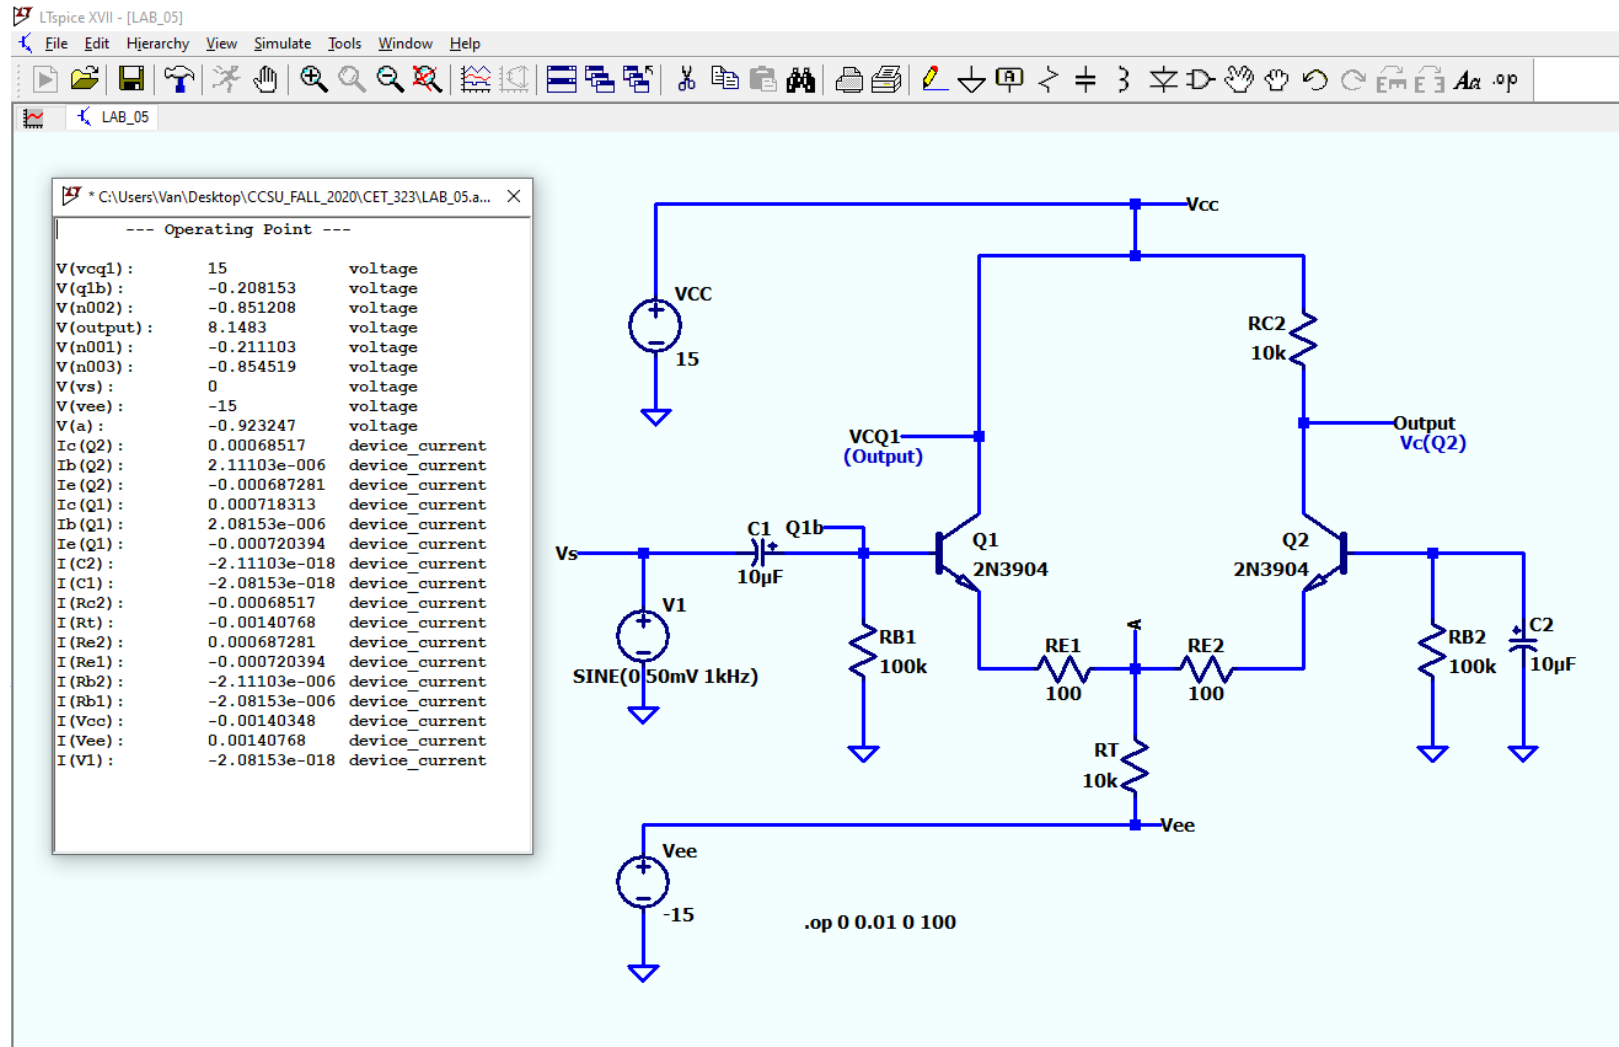 LTspice XVII - [LAB_05]
File Edit Hierarchy View Simulate Tools Window Help
Aa .op
LAB_05
* C:\Users\Van\Desktop\CCSU_FALL_2020\CET_323\LAB_05.a...
--- Operating Point ---
V(vcq1): 15 voltage
V(q1b): -0.208153 voltage
V(n002): -0.851208 voltage
V(output): 8.1483 voltage
V(n001): -0.211103 voltage
V(n003): -0.854519 voltage
V(vs): 0 voltage
V(vee): -15 voltage
V(a): -0.923247 voltage
Ic(Q2): 0.00068517 device_current
Ib(Q2): 2.11103e-006 device_current
Ie(Q2): -0.000687281 device_current
Ic(Q1): 0.000718313 device_current
Ib(Q1): 2.08153e-006 device_current
Ie(Q1): -0.000720394 device_current
I(C2): -2.11103e-018 device_current
I(C1): -2.08153e-018 device_current
I(Rc2): -0.00068517 device_current
I(Rt): -0.00140768 device_current
I(Re2): 0.000687281 device_current
I(Re1): -0.000720394 device_current
I(Rb2): -2.11103e-006 device_current
I(Rb1): -2.08153e-006 device_current
I(Vcc): -0.00140348 device_current
I(Vee): 0.00140768 device_current
I(V1): -2.08153e-018 device_current
Vcc
VCC
15
RC2
10k
VCQ1
(Output)
Output
Vc(Q2)
Vs
C1
10µF
Q1b
Q1
2N3904
Q2
2N3904
V1
SINE(0 50mV 1kHz)
RB1
100k
RE1
100
A
RE2
100
RB2
100k
C2
10µF
RT
10k
Vee
Vee
-15
.op 0 0.01 0 100